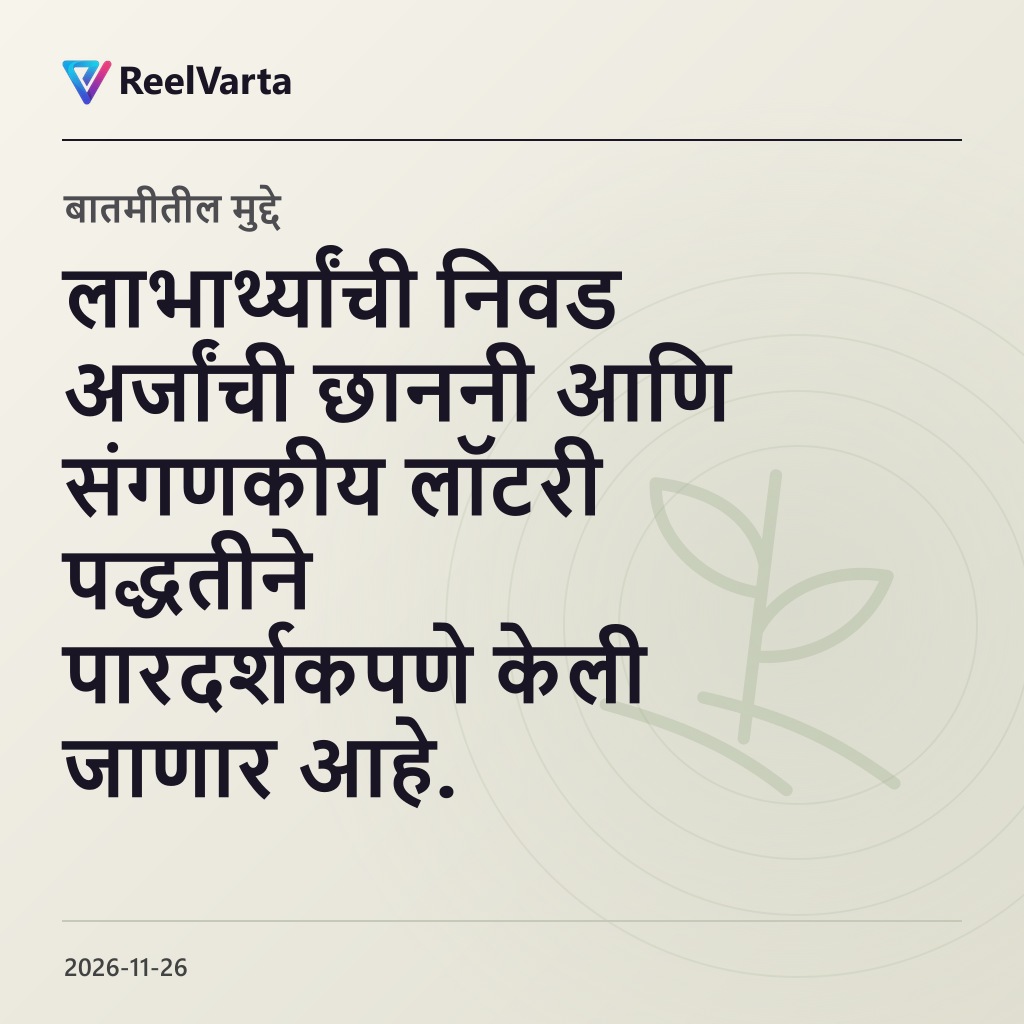 ReelVarta
बातमीतील मुद्दे
लाभार्थ्यांची निवड
अर्जांची छाननी आणि
संगणकीय लॉटरी
पद्धतीने
पारदर्शकपणे केली
जाणार आहे.
2026-11-26